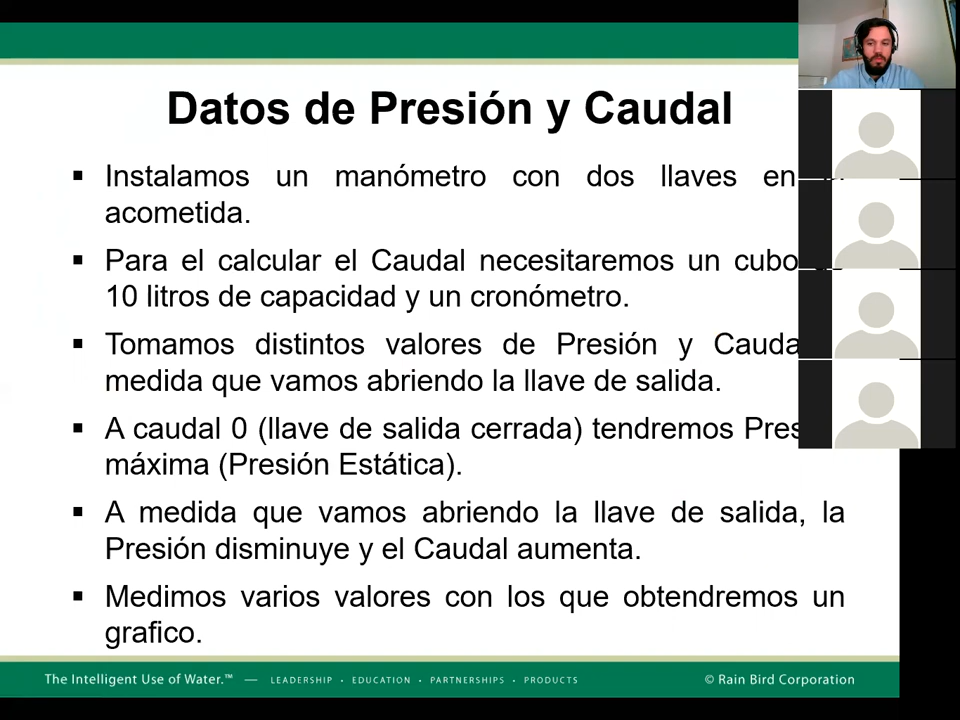 Datos de Presión y Caudal
▪ Instalamos un manómetro con dos llaves en
acometida.
▪ Para el calcular el Caudal necesitaremos un cubo
10 litros de capacidad y un cronómetro.
▪ Tomamos distintos valores de Presión y
medida que vamos abriendo la llave de salida.
▪ A caudal 0 (llave de salida cerrada) tendremos
máxima (Presión Estática).
▪ A medida que vamos abriendo la llave de salida, la
Presión disminuye y el Caudal aumenta.
▪ Medimos varios valores con los que obtendremos un
grafico.
The Intelligent Use of Water.™ — LEADERSHIP • EDUCATION • PARTNERSHIPS • PRODUCTS © Rain Bird Corporation